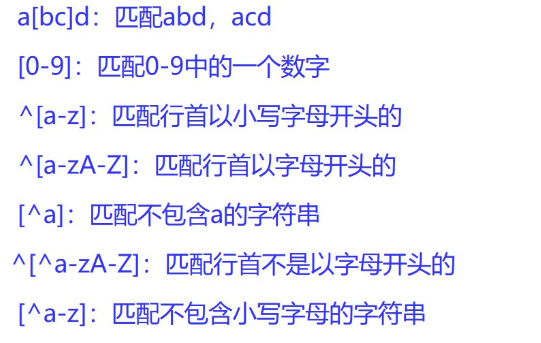 a[bc]d：匹配abd，acd
[0-9]：匹配0-9中的一个数字
^[a-z]：匹配行首以小写字母开头的
^[a-zA-Z]：匹配行首以字母开头的
[^a]：匹配不包含a的字符串
^[^a-zA-Z]：匹配行首不是以字母开头的
[^a-z]：匹配不包含小写字母的字符串